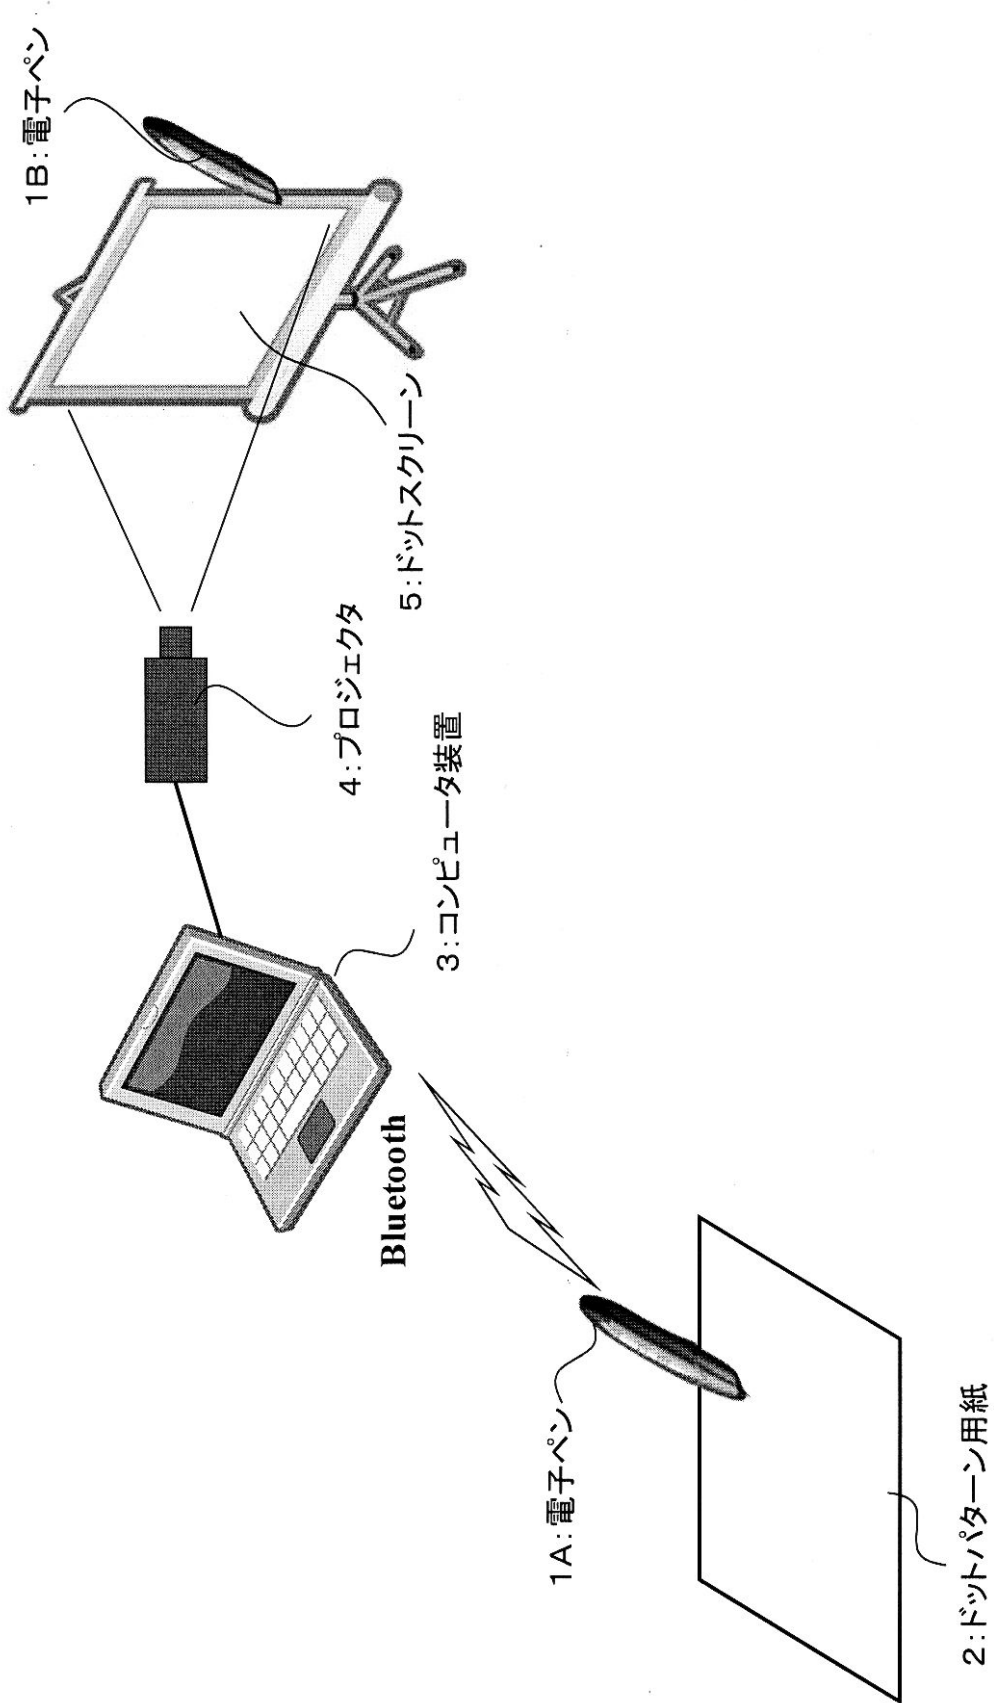 1B:電子ペン
5:ドットスクリーン
4:プロジェクタ
3:コンピュータ装置
Bluetooth
1A:電子ペン
2:ドットパターン用紙